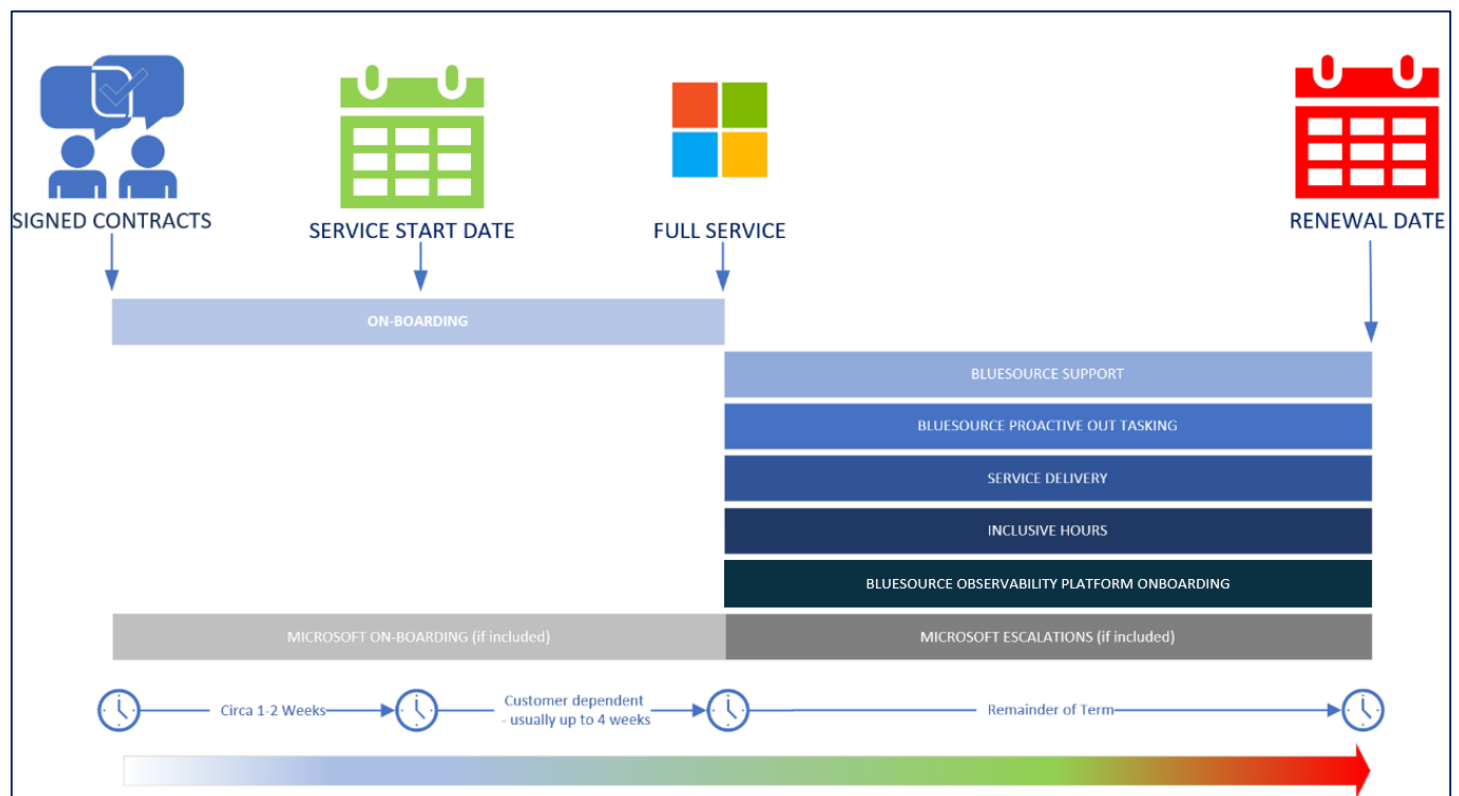 SIGNED CONTRACTS
SERVICE START DATE
FULL SERVICE
RENEWAL DATE
ON-BOARDING
BLUESOURCE SUPPORT
BLUESOURCE PROACTIVE OUT TASKING
SERVICE DELIVERY
INCLUSIVE HOURS
BLUESOURCE OBSERVABILITY PLATFORM ONBOARDING
MICROSOFT ON-BOARDING (if included)
MICROSOFT ESCALATIONS (if included)
Circa 1-2 Weeks
Customer dependent
- usually up to 4 weeks
Remainder of Term